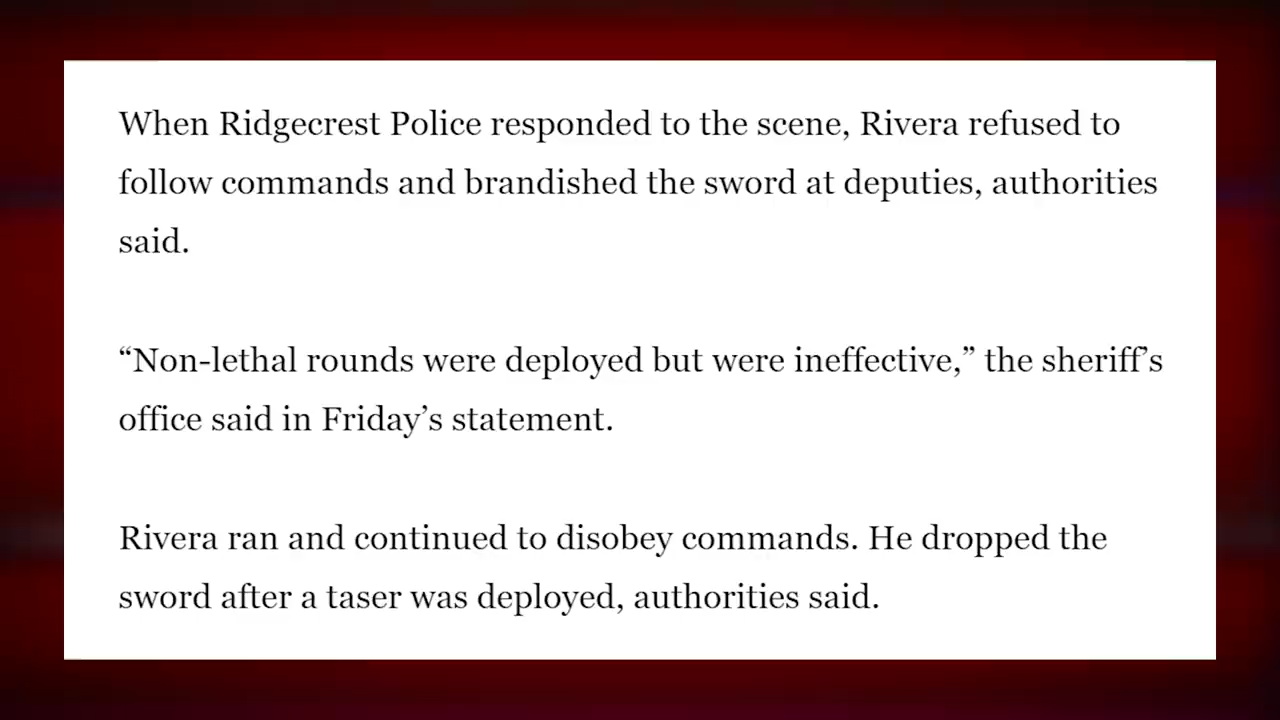 When Ridgecrest Police responded to the scene, Rivera refused to
follow commands and brandished the sword at deputies, authorities
said.
“Non-lethal rounds were deployed but were ineffective,” the sheriff’s
office said in Friday’s statement.
Rivera ran and continued to disobey commands. He dropped the
sword after a taser was deployed, authorities said.